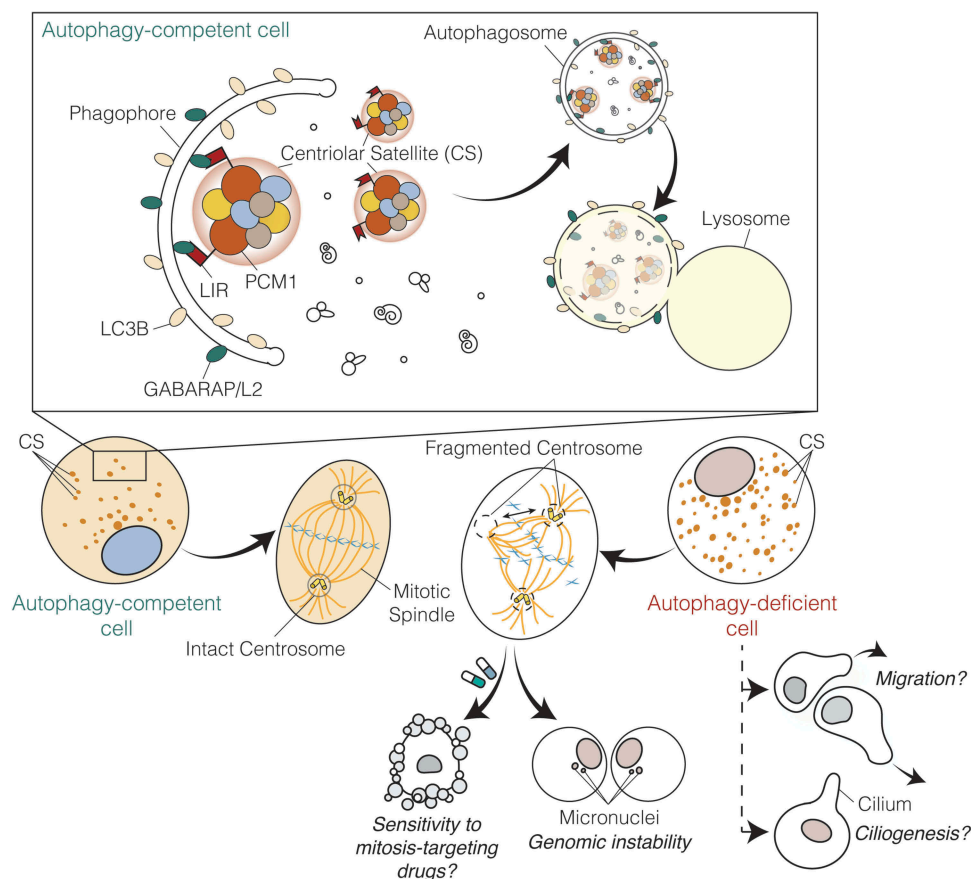 Autophagy-competent cell
Autophagosome
Phagophore
Centriolar Satellite (CS)
Lysosome
PCM1
LIR
LC3B
GABARAP/L2
CS
Fragmented Centrosome
CS
Mitotic
Spindle
Autophagy-competent
cell
Intact Centrosome
Autophagy-deficient
cell
Migration?
Cilium
Micronuclei
Ciliogenesis?
Sensitivity to
mitosis-targeting
drugs?
Genomic instability